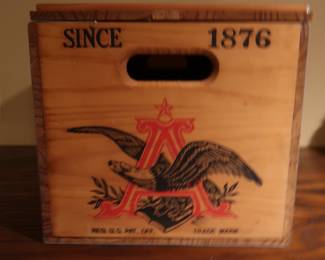 SINCE 1876
A
REG. U.S. PAT. OFF. TRADE MARK